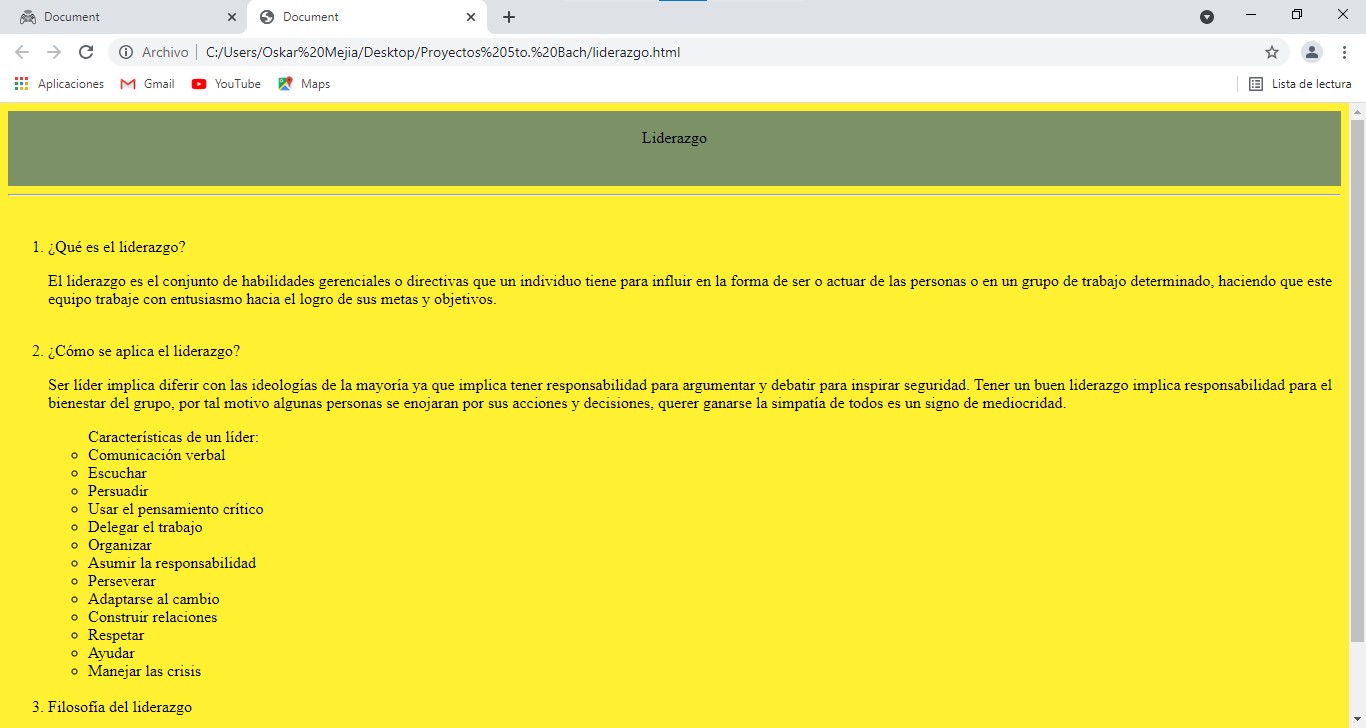 Document
Document
Archivo
C:/Users/Oskar%20Mejia/Desktop/Proyectos%205to.%20Bach/liderazgo.html
Aplicaciones
Gmail
YouTube
Maps
Lista de lectura
Liderazgo
1. ¿Qué es el liderazgo?
El liderazgo es el conjunto de habilidades gerenciales o directivas que un individuo tiene para influir en la forma de ser o actuar de las personas o en un grupo de trabajo determinado, haciendo que este
equipo trabaje con entusiasmo hacia el logro de sus metas y objetivos.
2. ¿Cómo se aplica el liderazgo?
Ser líder implica diferir con las ideologías de la mayoría ya que implica tener responsabilidad para argumentar y debatir para inspirar seguridad. Tener un buen liderazgo implica responsabilidad para el
bienestar del grupo, por tal motivo algunas personas se enojaran por sus acciones y decisiones, querer ganarse la simpatía de todos es un signo de mediocridad.
Características de un líder:
Comunicación verbal
Escuchar
Persuadir
Usar el pensamiento crítico
Delegar el trabajo
Organizar
Asumir la responsabilidad
Perseverar
Adaptarse al cambio
Construir relaciones
Respetar
Ayudar
Manejar las crisis
3. Filosofía del liderazgo